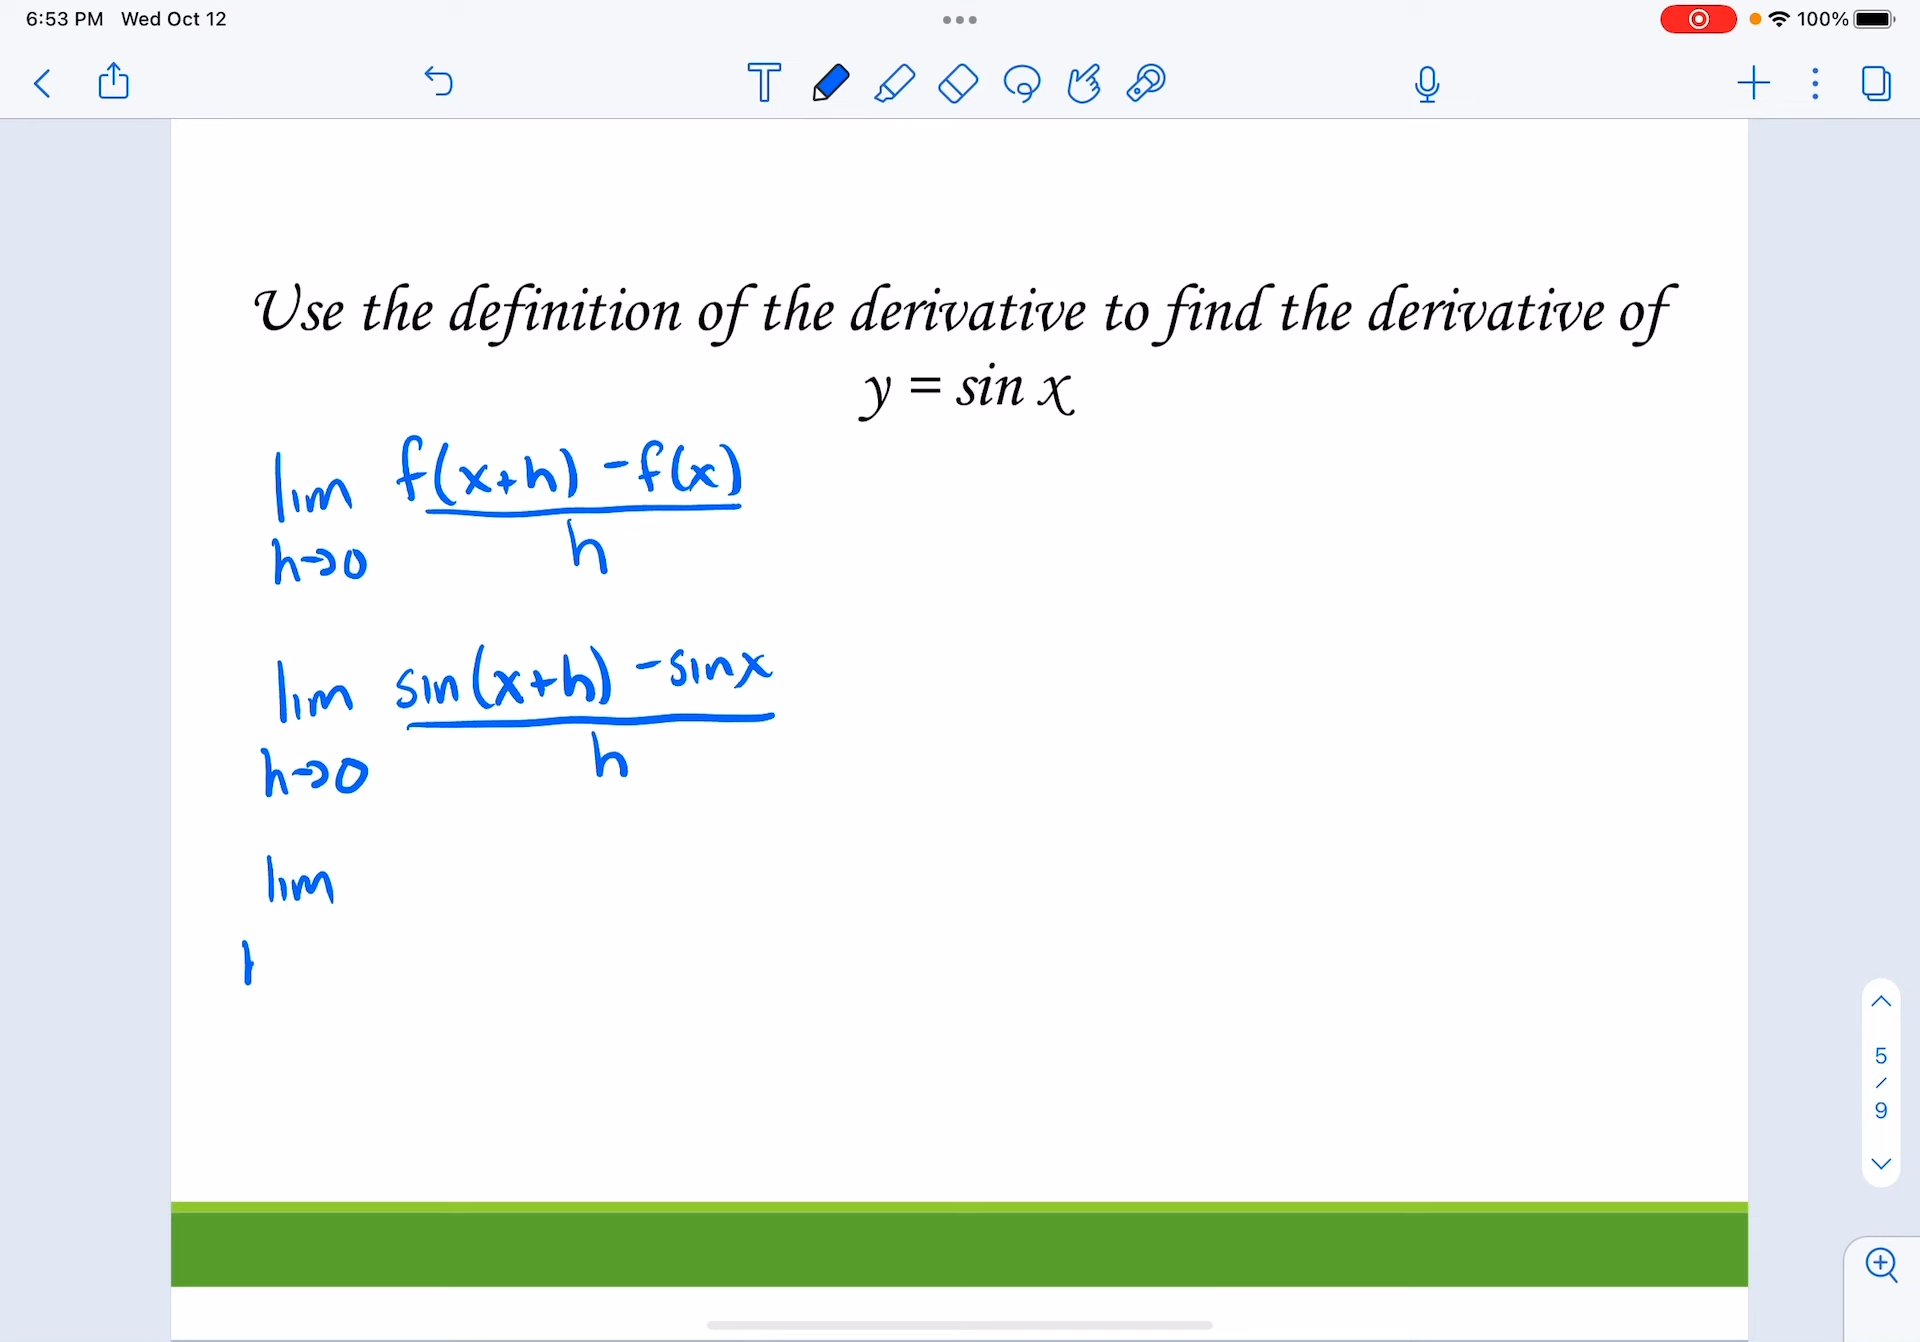 6:53 PM Wed Oct 12
100%
T
Use the definition of the derivative to find the derivative of
y = sin x
lim f(x+h) - f(x)
h→0 h
lim sin(x+h) - sinx
h→0 h
lim
5
/
9